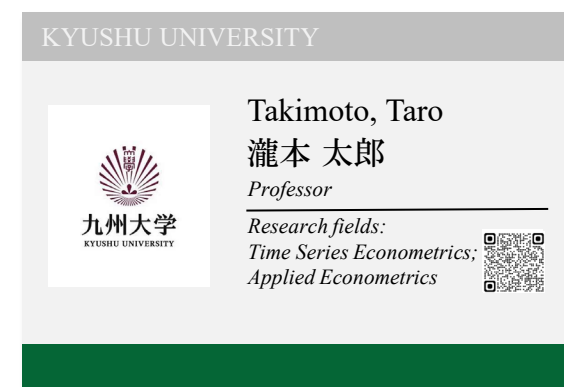 KYUSHU UNIVERSITY
九州大学
KYUSHU UNIVERSITY
Takimoto, Taro
瀧本 太郎
Professor
Research fields:
Time Series Econometrics;
Applied Econometrics